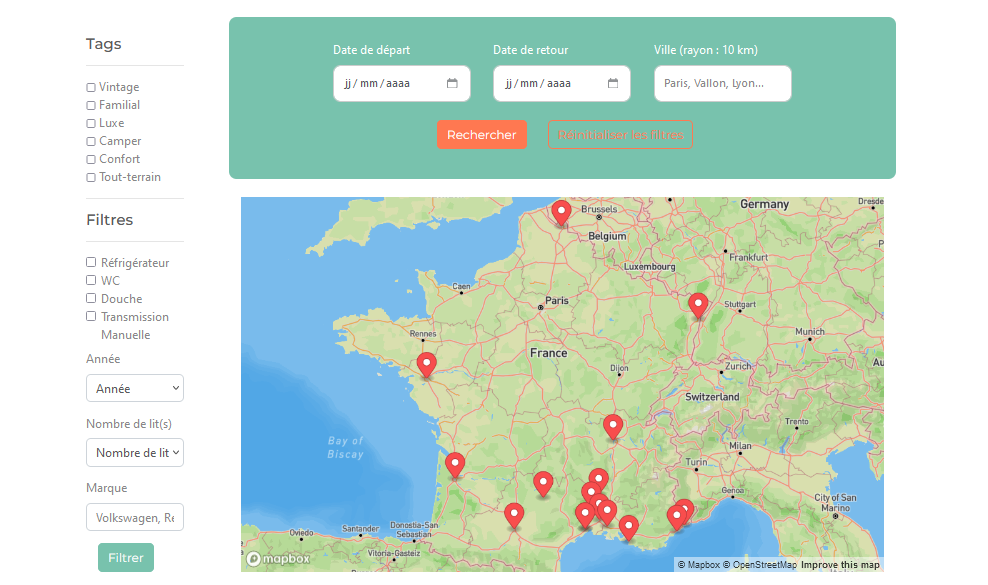 Tags
Vintage
Familial
Luxe
Camper
Confort
Tout-terrain
Filtres
Réfrigérateur
WC
Douche
Transmission
Manuelle
Année
Année
Nombre de lit(s)
Nombre de lit
Marque
Volkswagen, Re
Filtrer
Date de départ
Date de retour
Ville (rayon : 10 km)
jj/mm/aaaa
jj/mm/aaaa
Paris, Vallon, Lyon...
Rechercher
Réinitialiser les filtres
Germany
Dresde
Brussels
Belgium
Frankfurt
Luxembourg
Caen
Paris
Stuttgart
Rennes
Munich
France
Dijon
Zurich
Au
Switzerland
Trento
Bay of
Biscay
Milan
Turin
Genoa
City of San
Marino
Oviedo
Santander
Donostia-San
Sebastian
Vitoria-Gasteiz
mapbox
© Mapbox © OpenStreetMap Improve this map